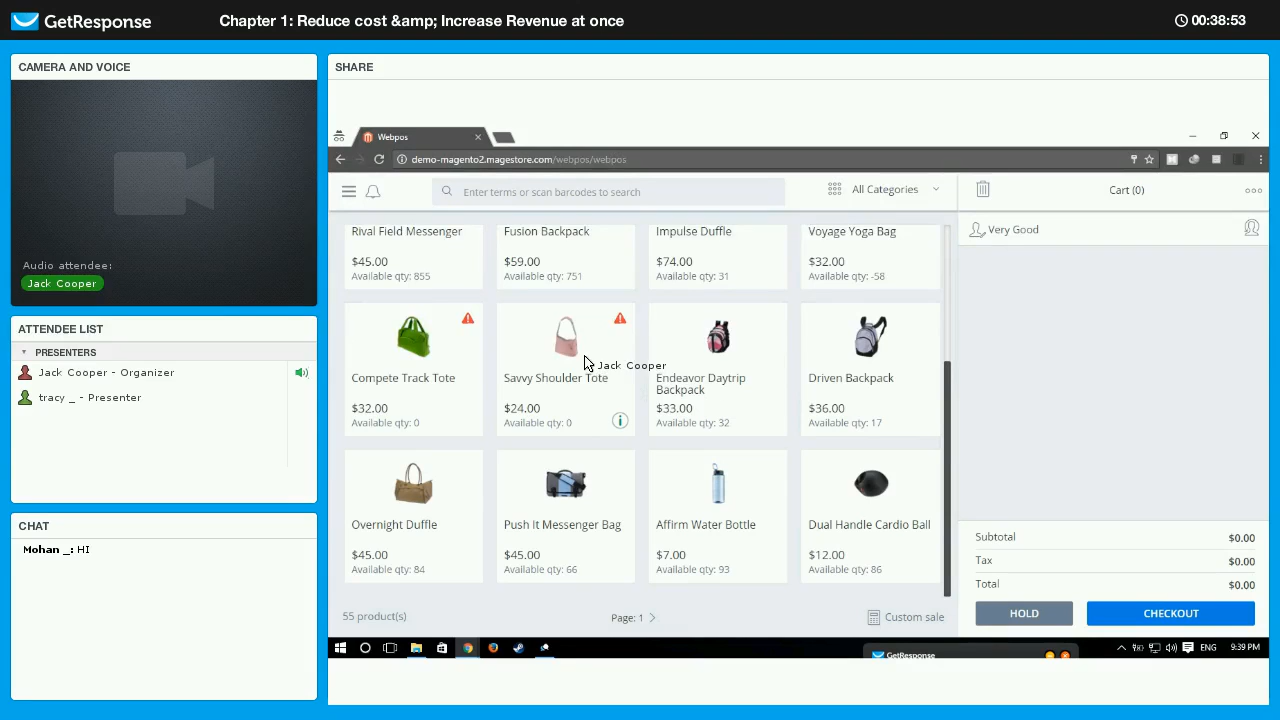 GetResponse
Chapter 1: Reduce cost &amp; Increase Revenue at once
00:38:53
CAMERA AND VOICE
Audio attendee:
Jack Cooper
ATTENDEE LIST
PRESENTERS
Jack Cooper - Organizer
tracy _ - Presenter
CHAT
Mohan _: HI
SHARE
Webpos
demo-magento2.magestore.com/webpos/webpos
Enter terms or scan barcodes to search
All Categories
Cart (0)
Very Good
Rival Field Messenger
$45.00
Available qty: 855
Fusion Backpack
$59.00
Available qty: 751
Impulse Duffle
$74.00
Available qty: 31
Voyage Yoga Bag
$32.00
Available qty: -58
Compete Track Tote
$32.00
Available qty: 0
Jack Cooper
Savvy Shoulder Tote
$24.00
Available qty: 0
Endeavor Daytrip
Backpack
$33.00
Available qty: 32
Driven Backpack
$36.00
Available qty: 17
Overnight Duffle
$45.00
Available qty: 84
Push It Messenger Bag
$45.00
Available qty: 66
Affirm Water Bottle
$7.00
Available qty: 93
Dual Handle Cardio Ball
$12.00
Available qty: 86
55 product(s)
Page: 1
Custom sale
Subtotal
$0.00
Tax
$0.00
Total
$0.00
HOLD
CHECKOUT
GetResponse
ENG
9:39 PM